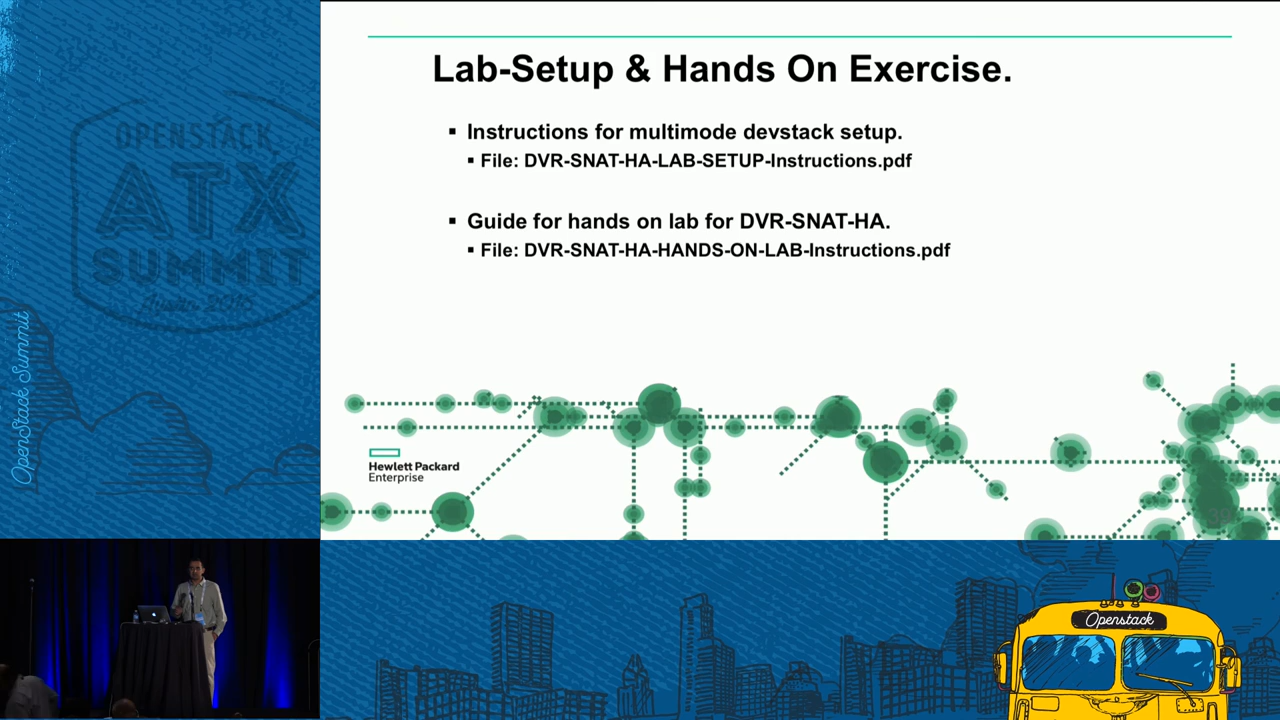 Lab-Setup & Hands On Exercise.
▪ Instructions for multimode devstack setup.
▪ File: DVR-SNAT-HA-LAB-SETUP-Instructions.pdf
▪ Guide for hands on lab for DVR-SNAT-HA.
▪ File: DVR-SNAT-HA-HANDS-ON-LAB-Instructions.pdf
Hewlett Packard
Enterprise
OPENSTACK
ATX
SUMMIT
Austin 2016
OpenStack Summit
Openstack